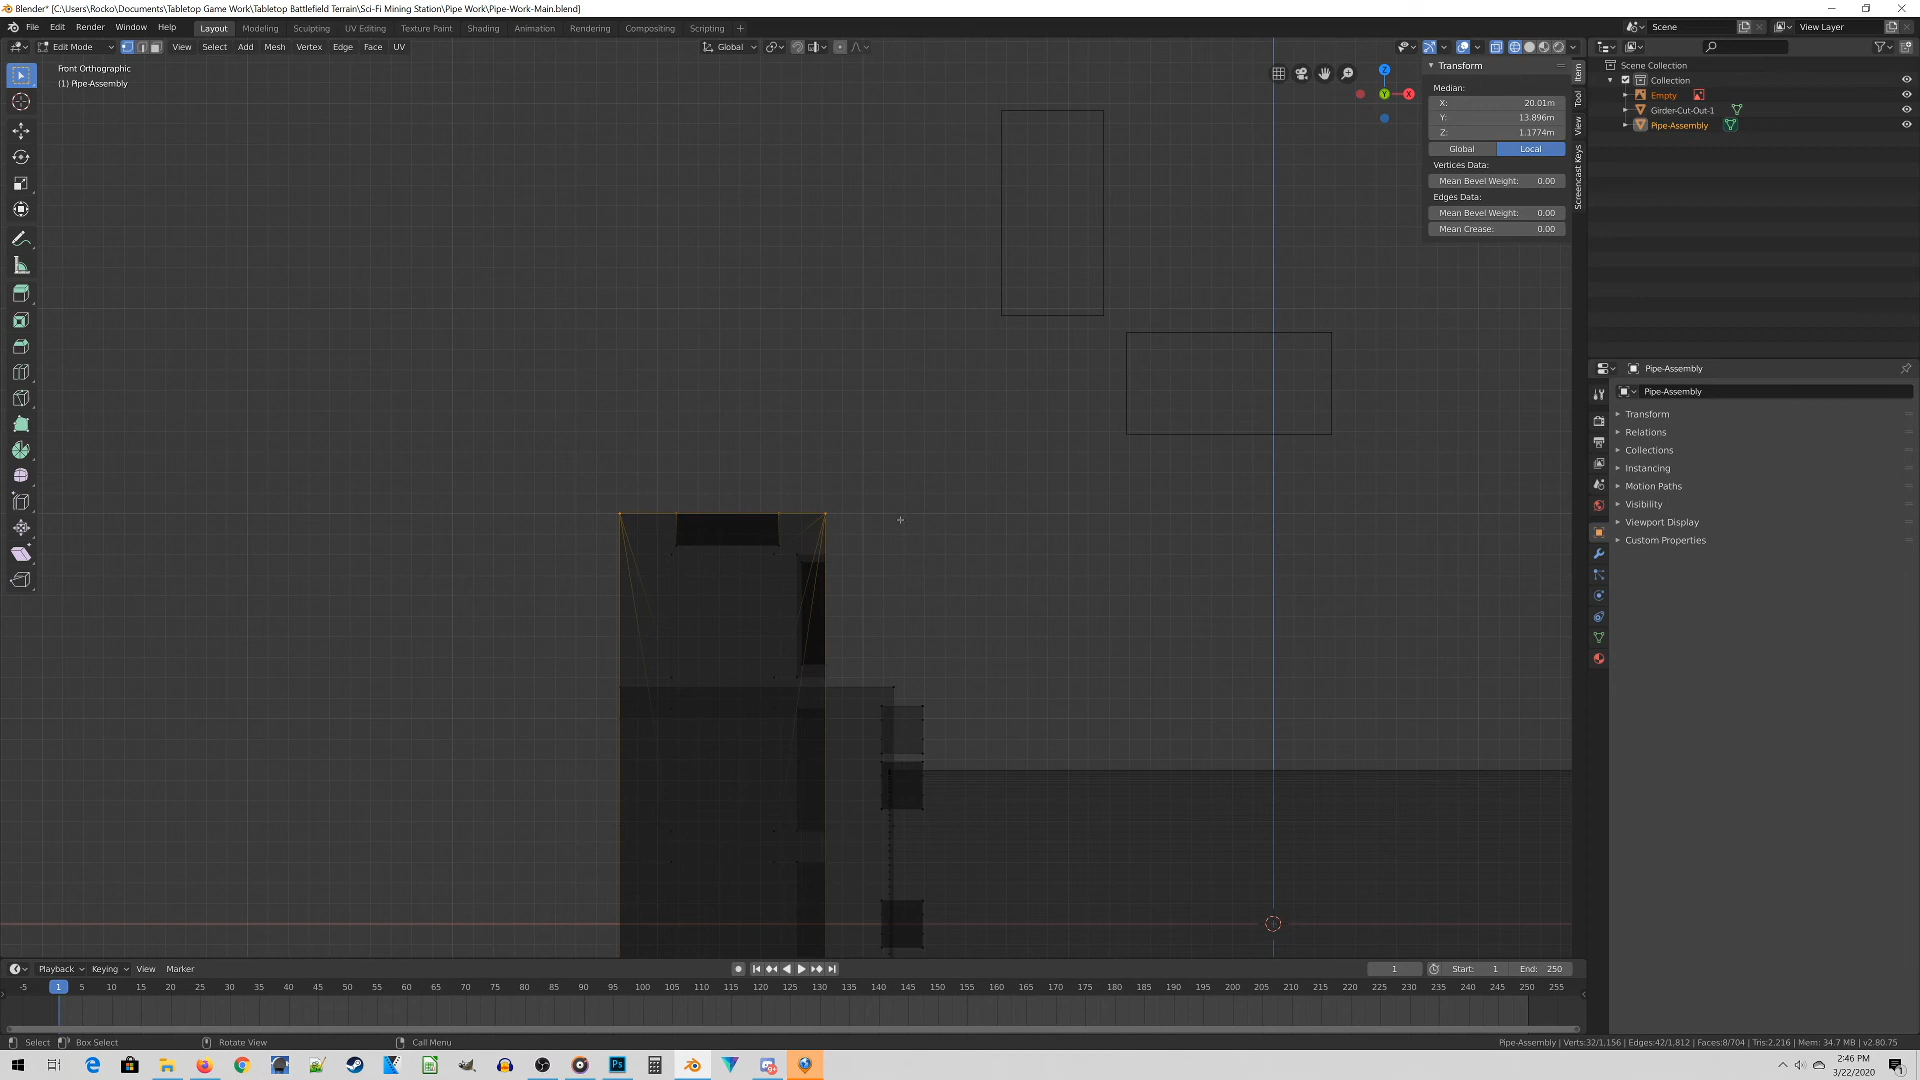 Blender* [C:\Users\Rocko\Documents\Tabletop Game Work\Tabletop Battlefield Terrain\Sci-Fi Mining Station\Pipe Work\Pipe-Work-Main.blend]
File Edit Render Window Help Layout Modeling Sculpting UV Editing Texture Paint Shading Animation Rendering Compositing Scripting + Scene View Layer
Edit Mode View Select Add Mesh Vertex Edge Face UV Global
Front Orthographic
(1) Pipe-Assembly
Z
Y
X
Transform
Median:
X: 20.01m
Y: 13.896m
Z: 1.1774m
Global Local
Vertices Data:
Mean Bevel Weight: 0.00
Edges Data:
Mean Bevel Weight: 0.00
Mean Crease: 0.00
Item
Tool
View
Screencast Keys
Scene Collection
Collection
Empty
Girder-Cut-Out-1
Pipe-Assembly
Pipe-Assembly
Pipe-Assembly
Transform
Relations
Collections
Instancing
Motion Paths
Visibility
Viewport Display
Custom Properties
Playback Keying View Marker 1 Start: 1 End: 250
-5 1 5 10 15 20 25 30 35 40 45 50 55 60 65 70 75 80 85 90 95 100 105 110 115 120 125 130 135 140 145 150 155 160 165 170 175 180 185 190 195 200 205 210 215 220 225 230 235 240 245 250 255
Select Box Select Rotate View Call Menu Pipe-Assembly | Verts:32/1,156 | Edges:42/1,812 | Faces:8/704 | Tris:2,216 | Mem: 34.7 MB | v2.80.75
Ps
2:46 PM
3/22/2020